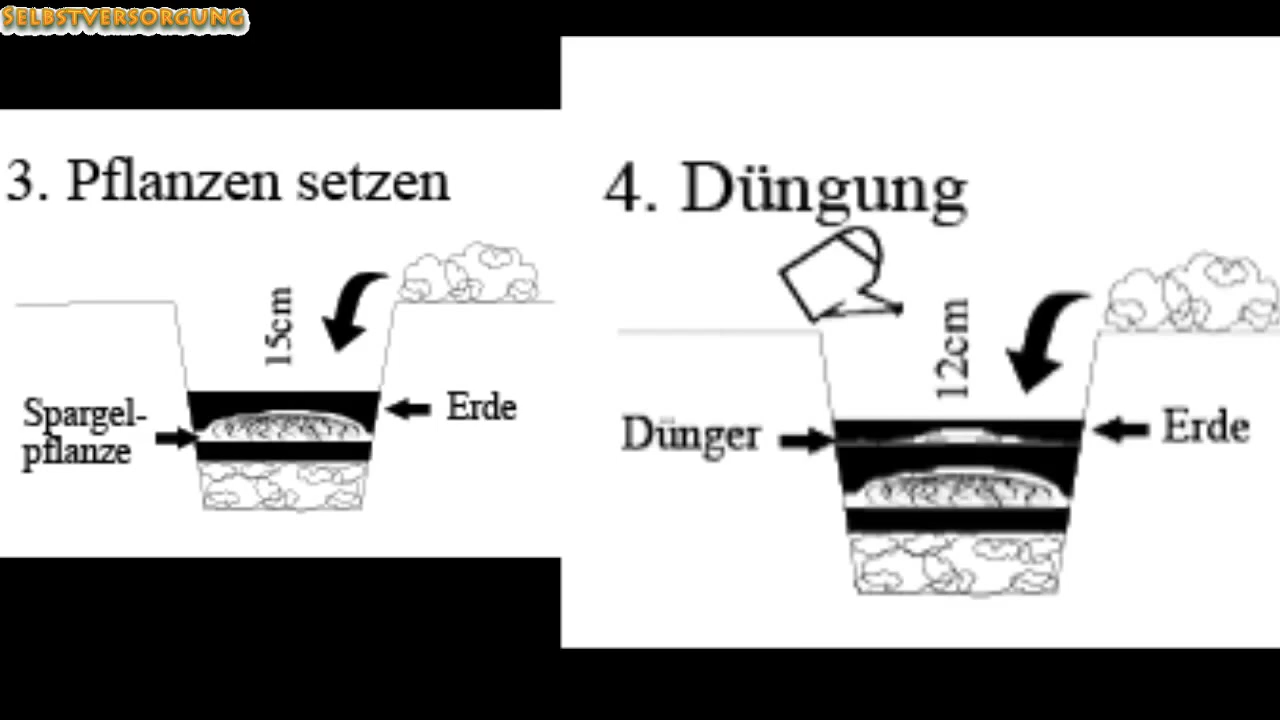 SELBSTVERSORGUNG
3. Pflanzen setzen
15cm
Spargel-
pflanze
Erde
4. Düngung
12cm
Dünger
Erde